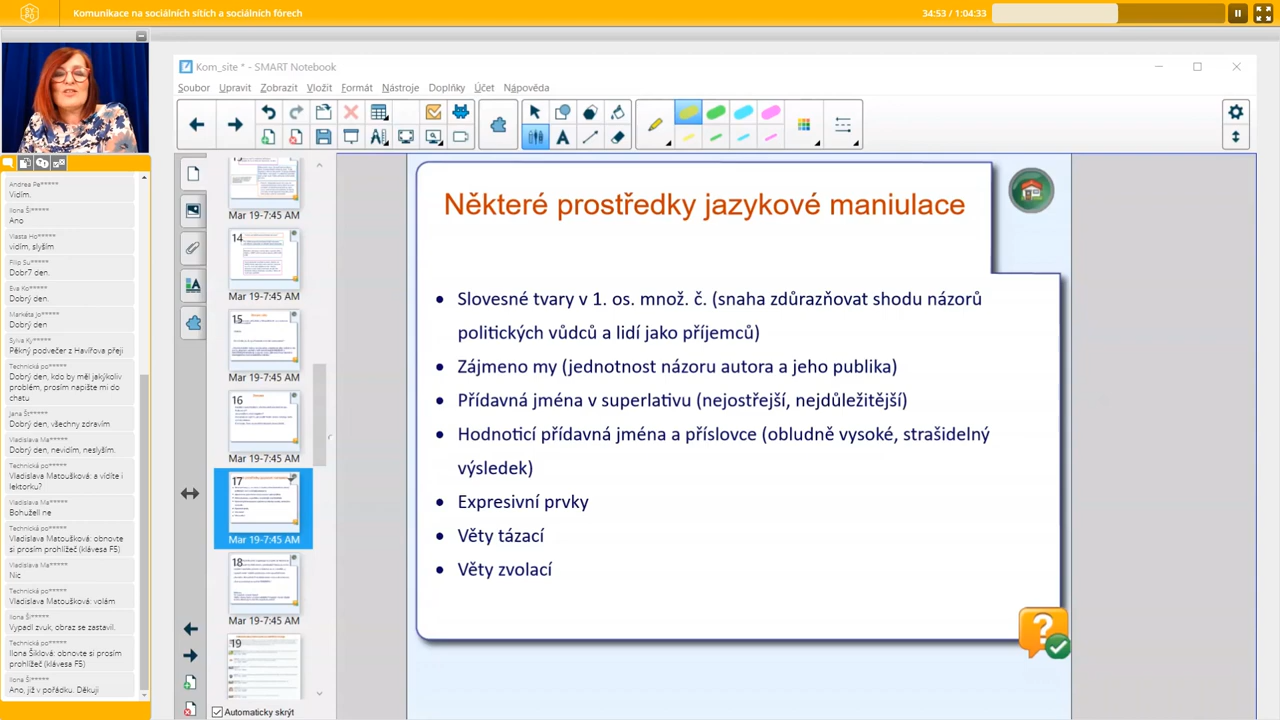 Komunikace na sociálních sítích a sociálních fórech
34:53 / 1:04:33
Andrea Pe*****
Vidím.
Ilona Ši*****
Ano
Vlasta Ho*****
vidím, slyším
Filip Su*****
Dobr7 den.
Eva Ko*****
Dobrý den.
Markéta Jo*****
Dobrý den
Sylva Ky*****
Pěkný podvečer z Havířova přeji
Technická po*****
Dobrý den, kdo by měl jakýkoliv
problém, prosím napište mi do
chatu
Jana Ši*****
Dobrý den, všechny zdravím
Vladislava Ma*****
Dobrý den, nevidím, neslyším.
Technická po*****
Vladislava Matoušková: a vidíte i
lektorku?
Vladislava Ma*****
Bohužell ne
Technická po*****
Vladislava Matoušková: obnovte
si prosím prohlížeč (klávesa F5)
Vladislava Ma*****
Nic.
Technická po*****
Vladislava Matoušková: volám
Ilona Ši*****
Vypadl zvuk, obraz se zastavil.
Technická po*****
Ilona Šiklová: obnovte si prosím
prohlížeč (klávesa F5)
Ilona Ši*****
Ano, již v pořádku. Děkuji
Kom_site * - SMART Notebook
Soubor Upravit Zobrazit Vložit Formát Nástroje Doplňky Účet Nápověda
Mar 19-7:45 AM
14
Mar 19-7:45 AM
15
Mar 19-7:45 AM
16
Mar 19-7:45 AM
17
Mar 19-7:45 AM
18
Mar 19-7:45 AM
19
Automaticky skrýt
Některé prostředky jazykové maniulace
• Slovesné tvary v 1. os. množ. č. (snaha zdůrazňovat shodu názorů
politických vůdců a lidí jako příjemců)
• Zájmeno my (jednotnost názoru autora a jeho publika)
• Přídavná jména v superlativu (nejostřejší, nejdůležitější)
• Hodnotící přídavná jména a příslovce (obludně vysoké, strašidelný
výsledek)
• Expresivní prvky
• Věty tázací
• Věty zvolací